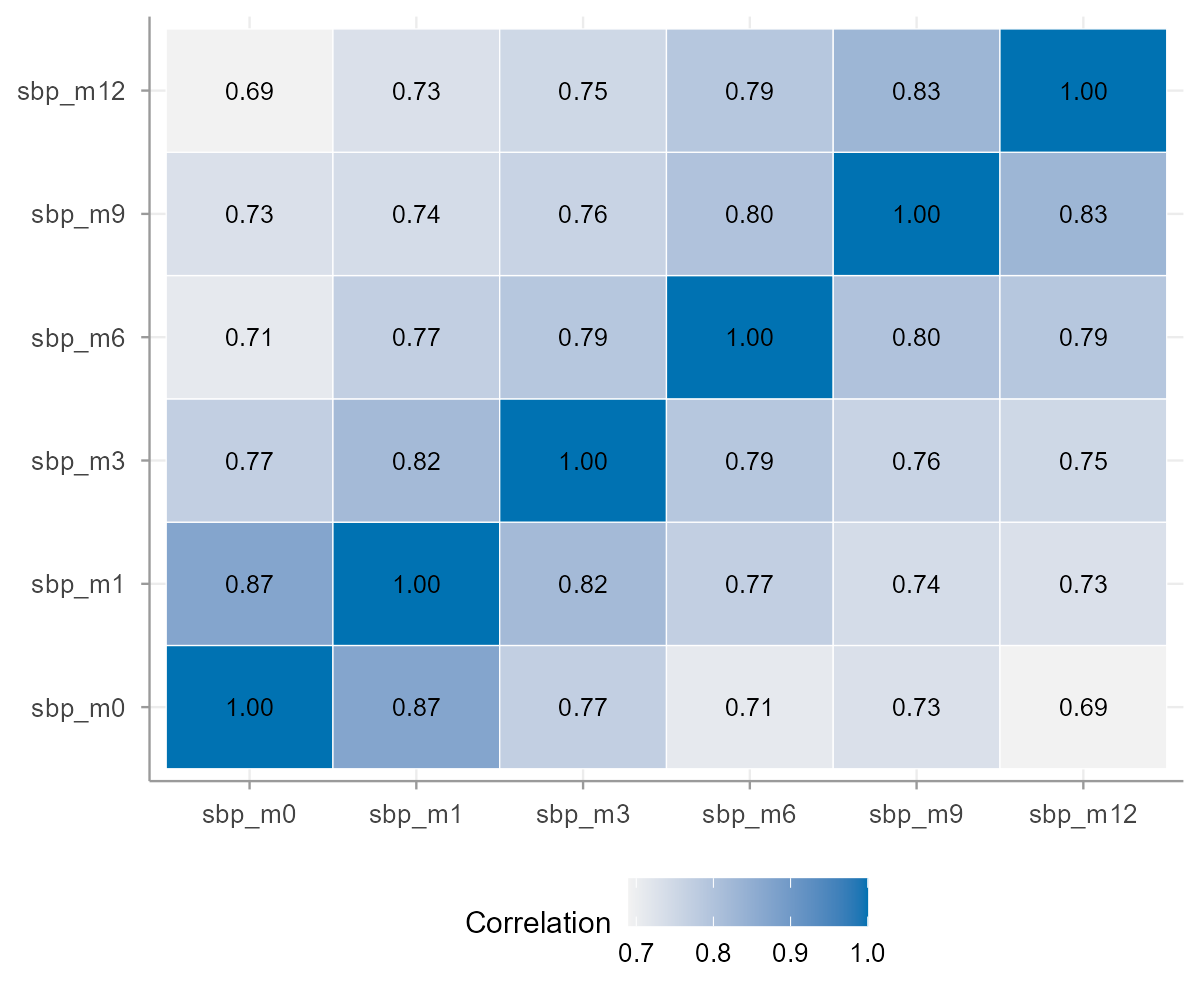 sbp_m12 0.69 0.73 0.75 0.79 0.83 1.00
sbp_m9 0.73 0.74 0.76 0.80 1.00 0.83
sbp_m6 0.71 0.77 0.79 1.00 0.80 0.79
sbp_m3 0.77 0.82 1.00 0.79 0.76 0.75
sbp_m1 0.87 1.00 0.82 0.77 0.74 0.73
sbp_m0 1.00 0.87 0.77 0.71 0.73 0.69
sbp_m0 sbp_m1 sbp_m3 sbp_m6 sbp_m9 sbp_m12
Correlation
0.7 0.8 0.9 1.0